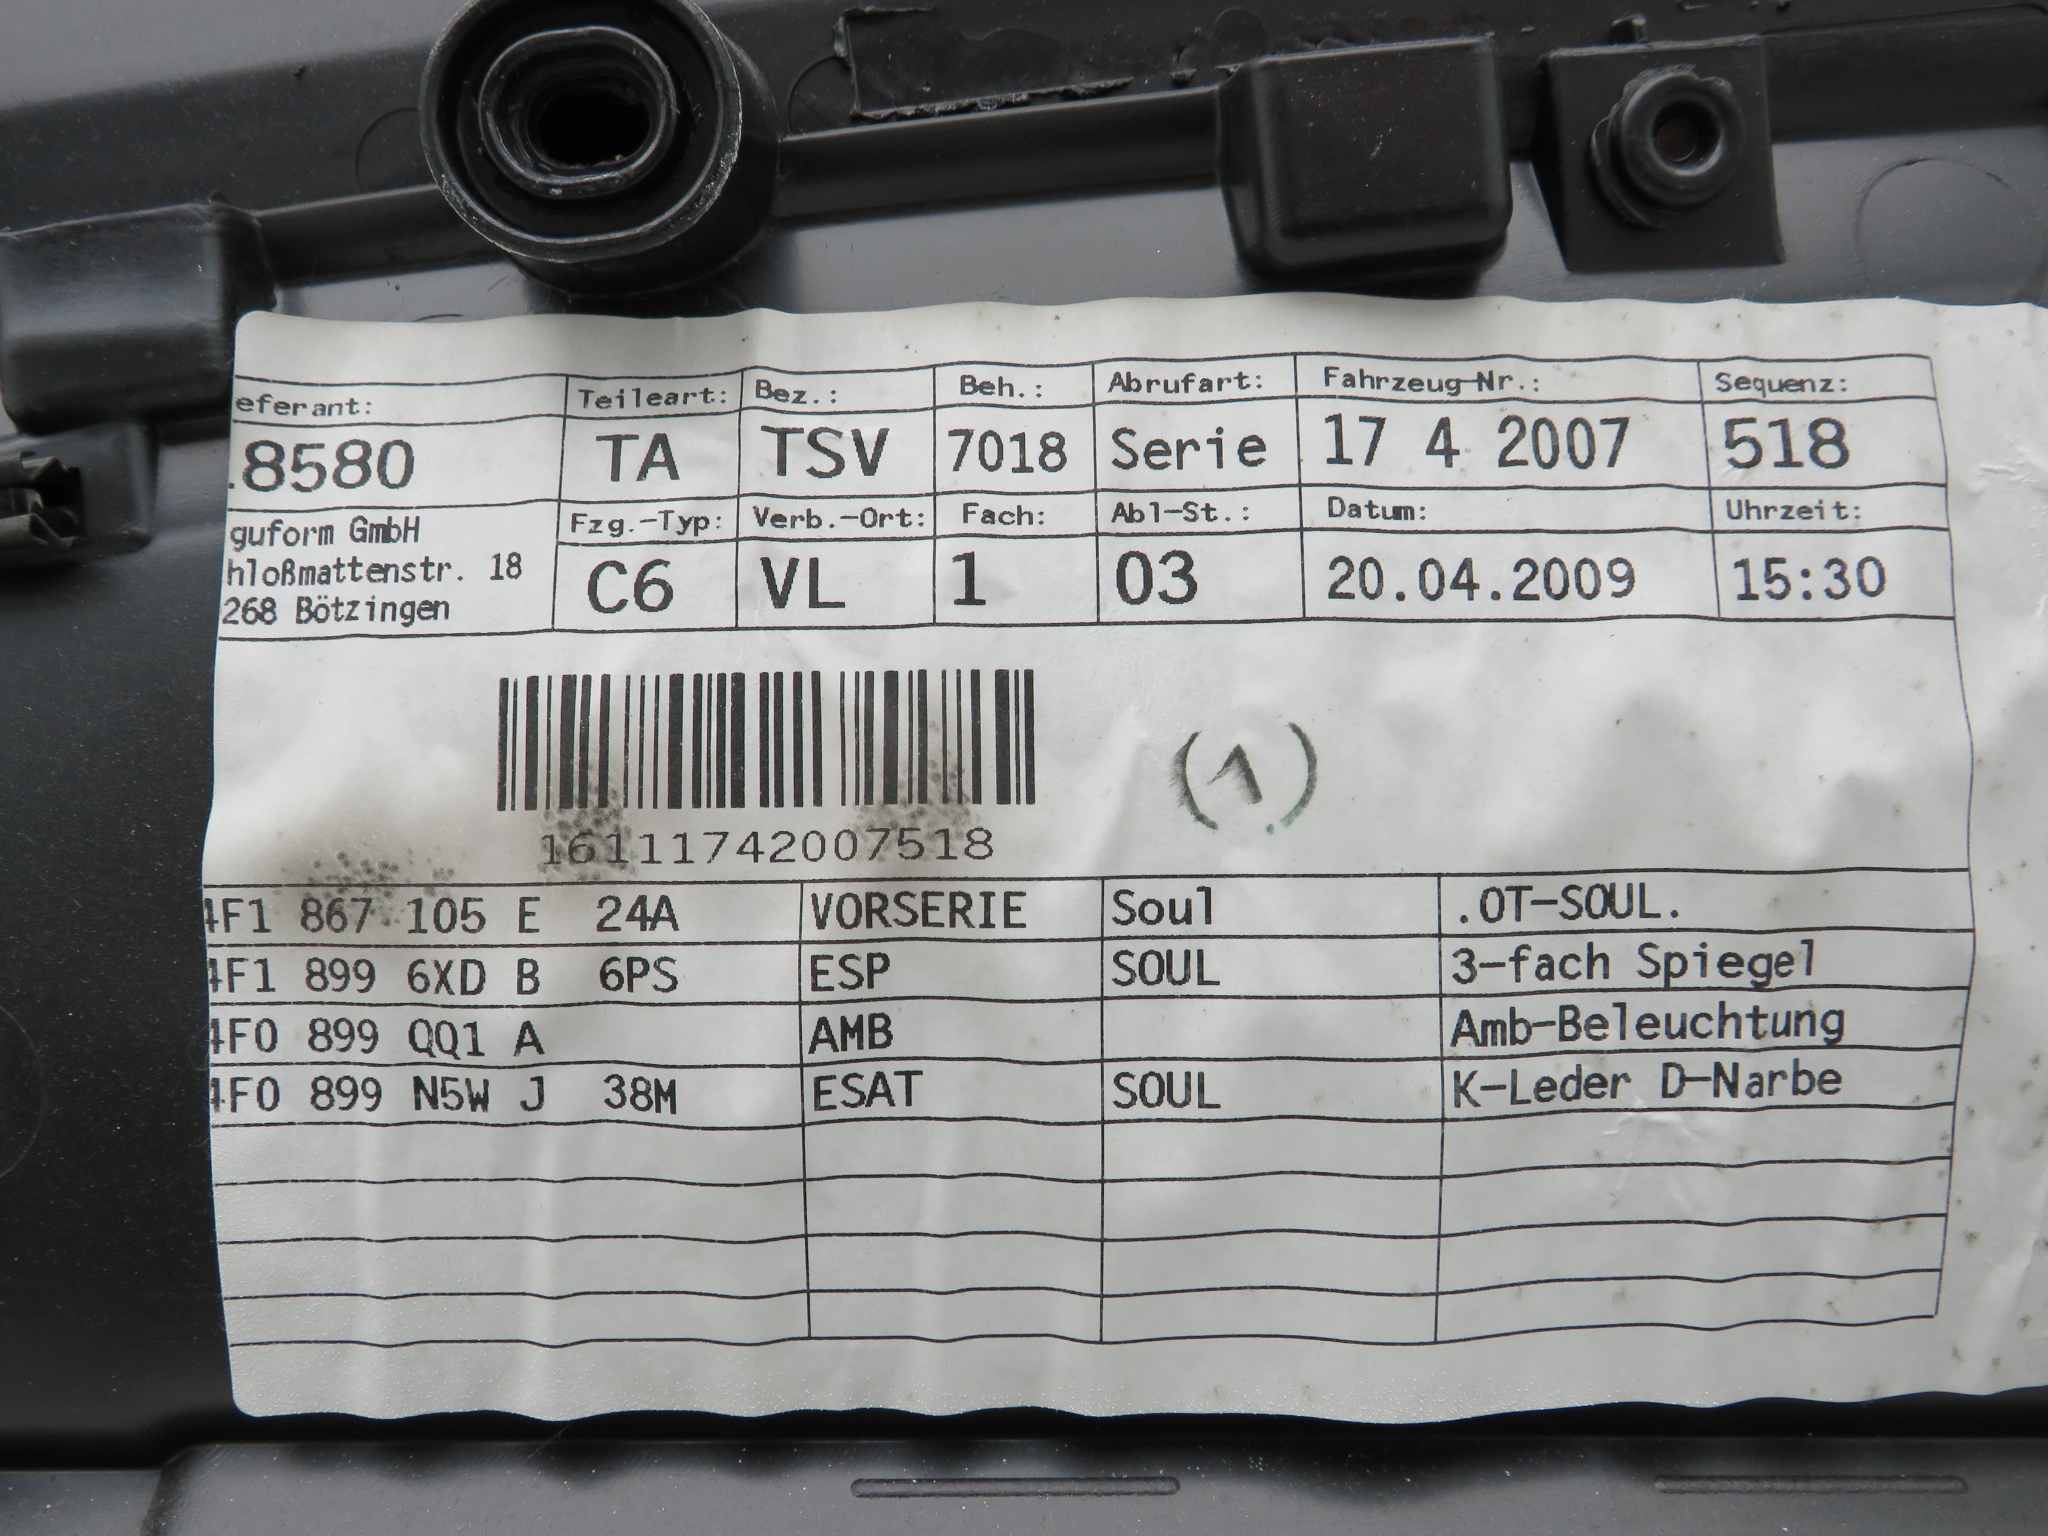 eferant: Teileart: Bez.: Beh.: Abrufart: Fahrzeug-Nr.: Sequenz:
.8580 TA TSV 7018 Serie 17 4 2007 518
guform GmbH Fzg.-Typ: Verb.-Ort: Fach: Abl-St.: Datum: Uhrzeit:
hloßmattenstr. 18
268 Bötzingen C6 VL 1 03 20.04.2009 15:30
(1)
16111742007518
4F1 867 105 E 24A VORSERIE Soul .OT-SOUL.
4F1 899 6XD B 6PS ESP SOUL 3-fach Spiegel
4F0 899 QQ1 A AMB Amb-Beleuchtung
4F0 899 N5W J 38M ESAT SOUL K-Leder D-Narbe